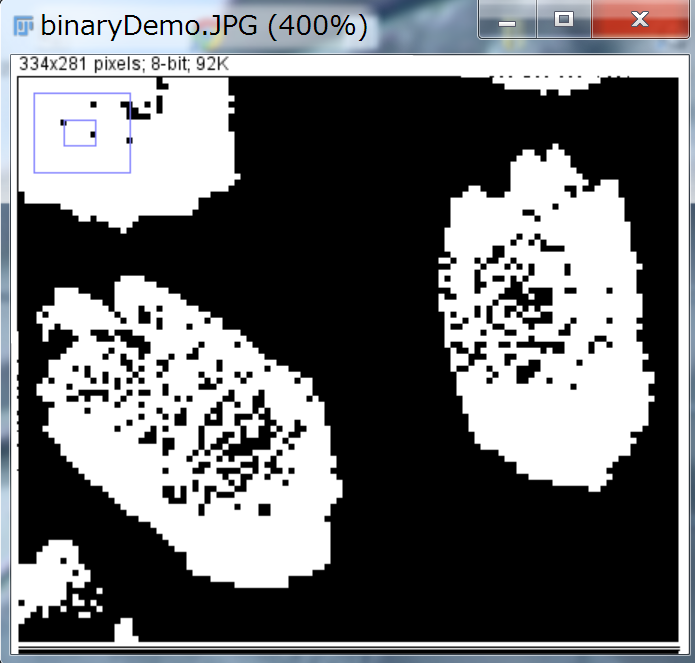 binaryDemo.JPG (400%)
334x281 pixels; 8-bit; 92K